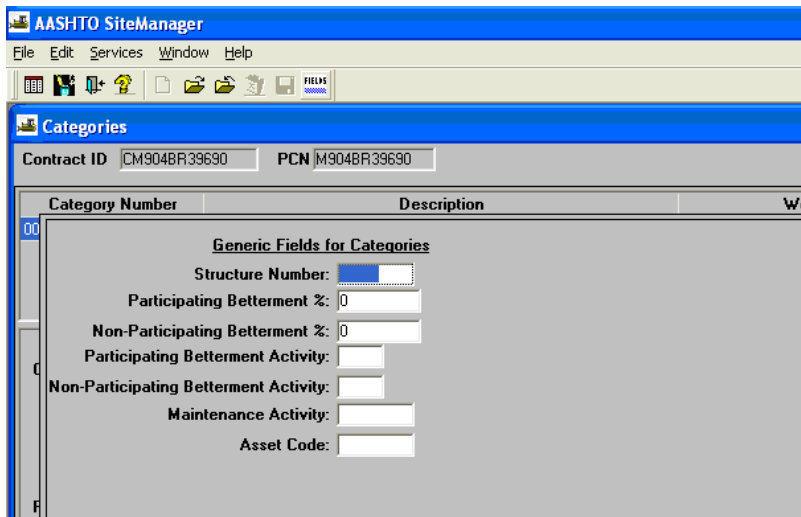 AASHTO SiteManager
File Edit Services Window Help
FIELDS
Categories
Contract ID CM904BR39690 PCN M904BR39690
Category Number Description
00
Generic Fields for Categories
Structure Number:
Participating Betterment %: 0
Non-Participating Betterment %: 0
Participating Betterment Activity:
Non-Participating Betterment Activity:
Maintenance Activity:
Asset Code: